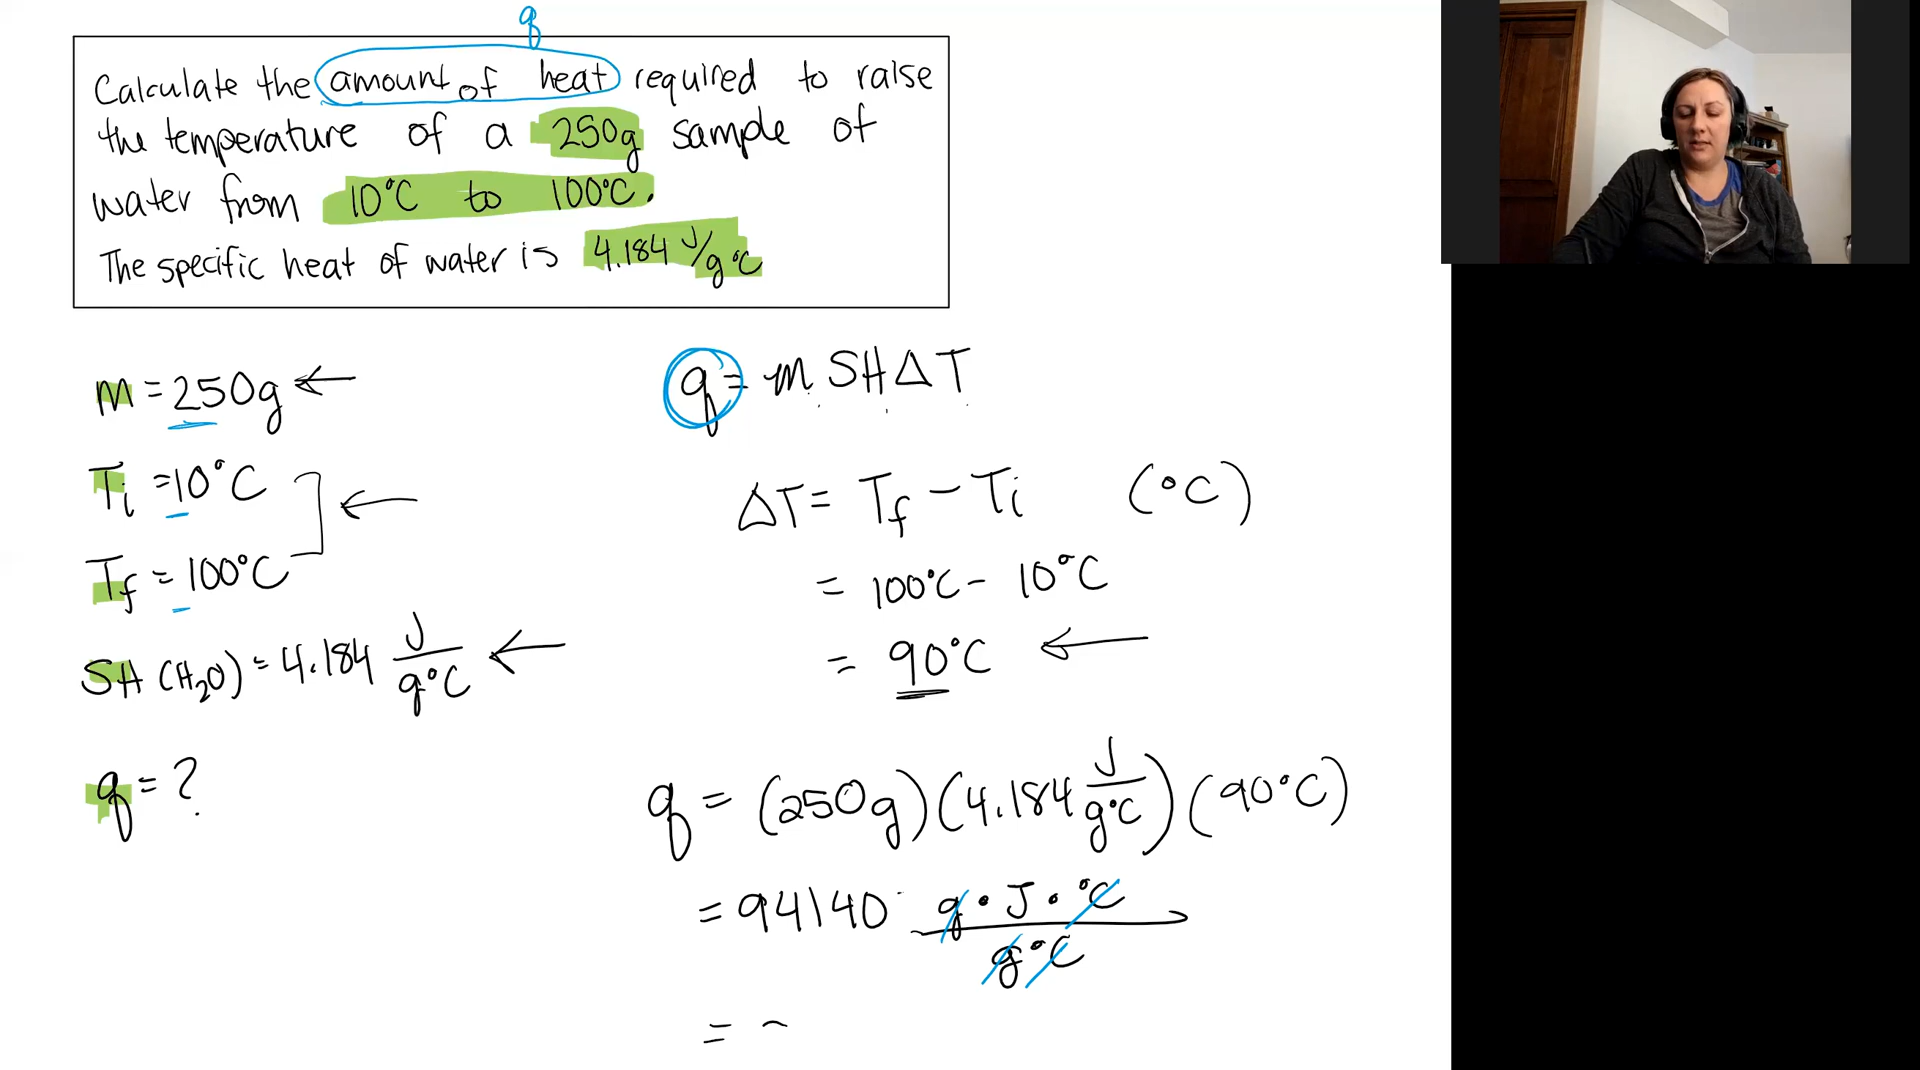 q
Calculate the amount of heat required to raise
the temperature of a 250g sample of
water from 10°C to 100°C.
The specific heat of water is 4.184 J/g°C
m = 250g ←
Ti = 10°C
Tf = 100°C
←
SH (H₂O) = 4.184 J/g°C ←
q = ?
q = m SH Δ T
ΔT = Tf - Ti (°C)
= 100°C - 10°C
= 90°C ←
q = (250g)(4.184 J/g°C)(90°C)
= 94140 g • J • °C / g°C
=